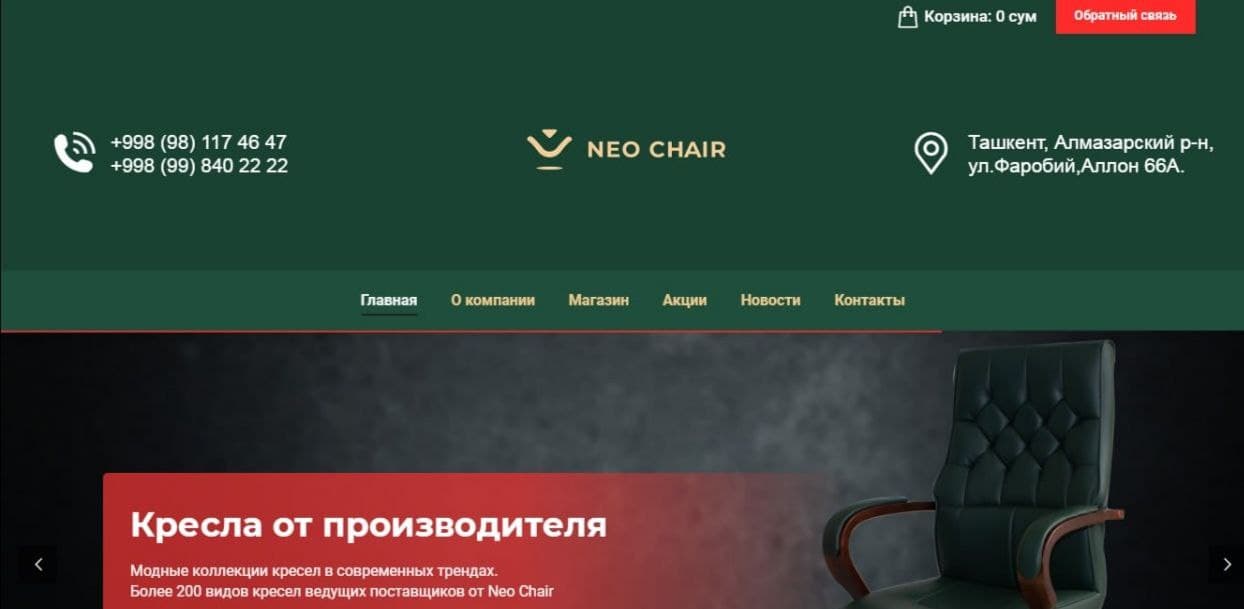 Корзина: 0 сум
Обратный связь
+998 (98) 117 46 47
+998 (99) 840 22 22
NEO CHAIR
Ташкент, Алмазарский р-н,
ул.Фаробий,Аллон 66А.
Главная
О компании
Магазин
Акции
Новости
Контакты
Кресла от производителя
Модные коллекции кресел в современных трендах.
Более 200 видов кресел ведущих поставщиков от Neo Chair